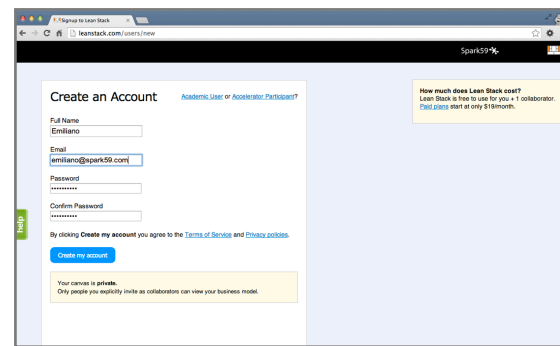 Signup to Lean Stack
leanstack.com/users/new
Spark59
Create an Account
Academic User or Accelerator Participant?
Full Name
Emiliano
Email
emiliano@spark59.com
Password
••••••••••
Confirm Password
••••••••••
By clicking Create my account you agree to the Terms of Service and Privacy policies.
Create my account
Your canvas is private.
Only people you explicitly invite as collaborators can view your business model.
How much does Lean Stack cost?
Lean Stack is free to use for you + 1 collaborator.
Paid plans start at only $19/month.
help